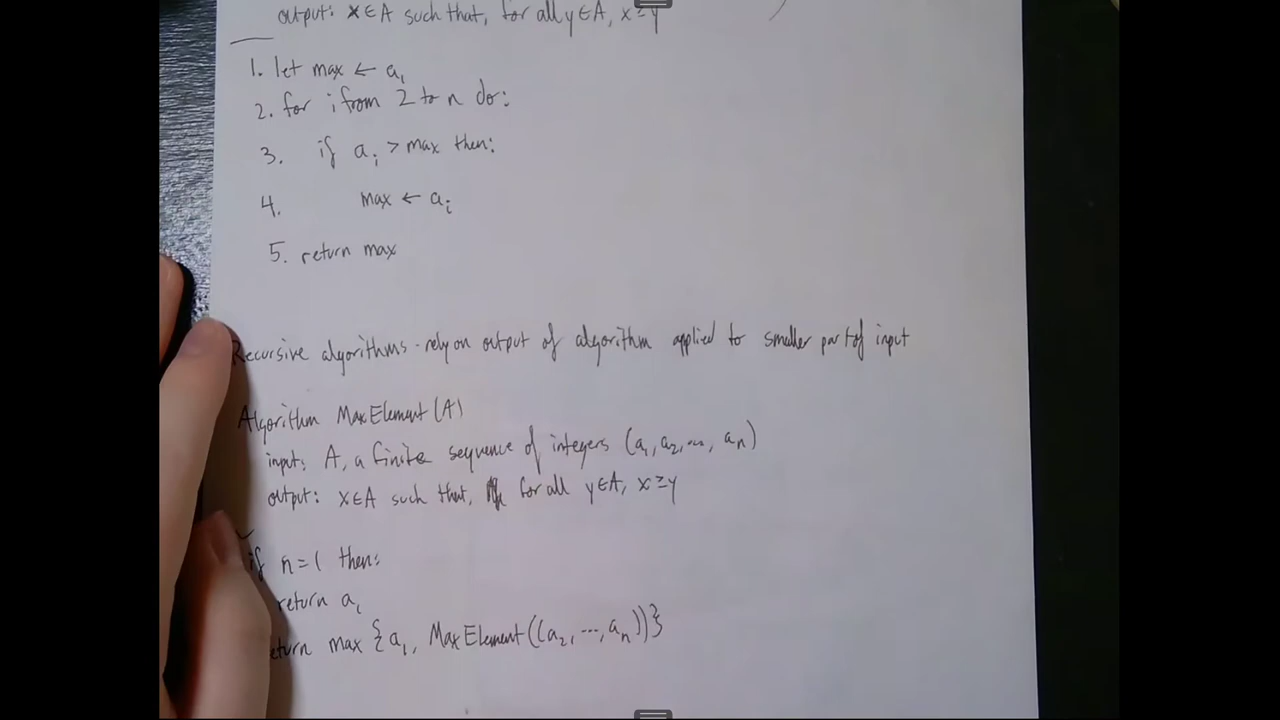 output: x∈A such that, for all y∈A, x≥y
1. let max ← a₁
2. for i from 2 to n do:
3. if aᵢ > max then:
4. max ← aᵢ
5. return max
Recursive algorithms - rely on output of algorithm applied to smaller part of input
Algorithm MaxElement(A)
input: A, a finite sequence of integers (a₁, a₂, ..., aₙ)
output: x∈A such that, for all y∈A, x≥y
if n=1 then:
return a₁
eturn max {a₁, MaxElement((a₂, ..., aₙ))}